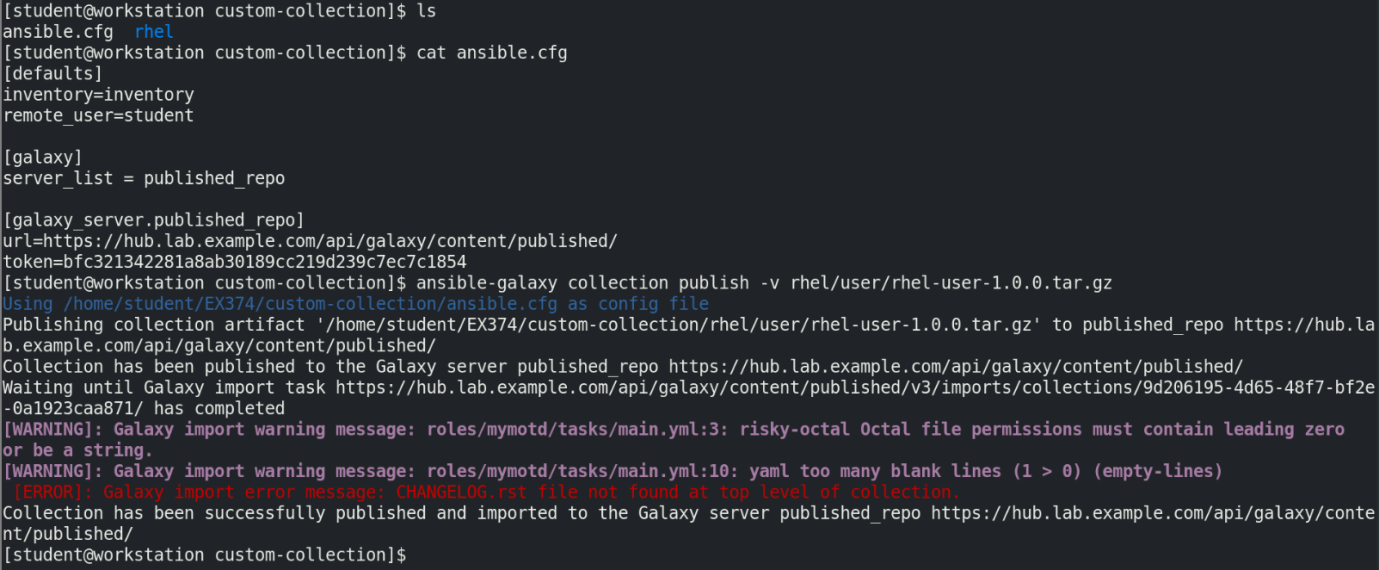 [student@workstation custom-collection]$ ls
ansible.cfg  rhel
[student@workstation custom-collection]$ cat ansible.cfg
[defaults]
inventory=inventory
remote_user=student

[galaxy]
server_list = published_repo

[galaxy_server.published_repo]
url=https://hub.lab.example.com/api/galaxy/content/published/
token=bfc321342281a8ab30189cc219d239c7ec7c1854
[student@workstation custom-collection]$ ansible-galaxy collection publish -v rhel/user/rhel-user-1.0.0.tar.gz
Using /home/student/EX374/custom-collection/ansible.cfg as config file
Publishing collection artifact '/home/student/EX374/custom-collection/rhel/user/rhel-user-1.0.0.tar.gz' to published_repo https://hub.la
b.example.com/api/galaxy/content/published/
Collection has been published to the Galaxy server published_repo https://hub.lab.example.com/api/galaxy/content/published/
Waiting until Galaxy import task https://hub.lab.example.com/api/galaxy/content/published/v3/imports/collections/9d206195-4d65-48f7-bf2e
-0a1923caa871/ has completed
[WARNING]: Galaxy import warning message: roles/mymotd/tasks/main.yml:3: risky-octal Octal file permissions must contain leading zero
or be a string.
[WARNING]: Galaxy import warning message: roles/mymotd/tasks/main.yml:10: yaml too many blank lines (1 > 0) (empty-lines)
 [ERROR]: Galaxy import error message: CHANGELOG.rst file not found at top level of collection.
Collection has been successfully published and imported to the Galaxy server published_repo https://hub.lab.example.com/api/galaxy/conte
nt/published/
[student@workstation custom-collection]$